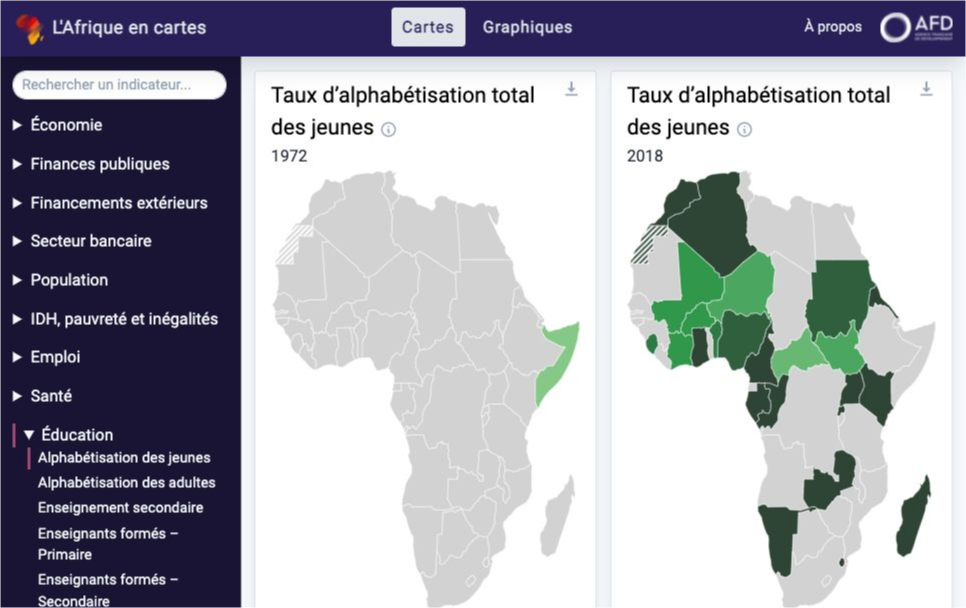 L'Afrique en cartes
Cartes
Graphiques
À propos
AFD
Rechercher un indicateur...
► Économie
► Finances publiques
► Financements extérieurs
► Secteur bancaire
► Population
► IDH, pauvreté et inégalités
► Emploi
► Santé
▼ Éducation
Alphabétisation des jeunes
Alphabétisation des adultes
Enseignement secondaire
Enseignants formés –
Primaire
Enseignants formés –
Secondaire
Taux d’alphabétisation total
des jeunes
1972
Taux d’alphabétisation total
des jeunes
2018